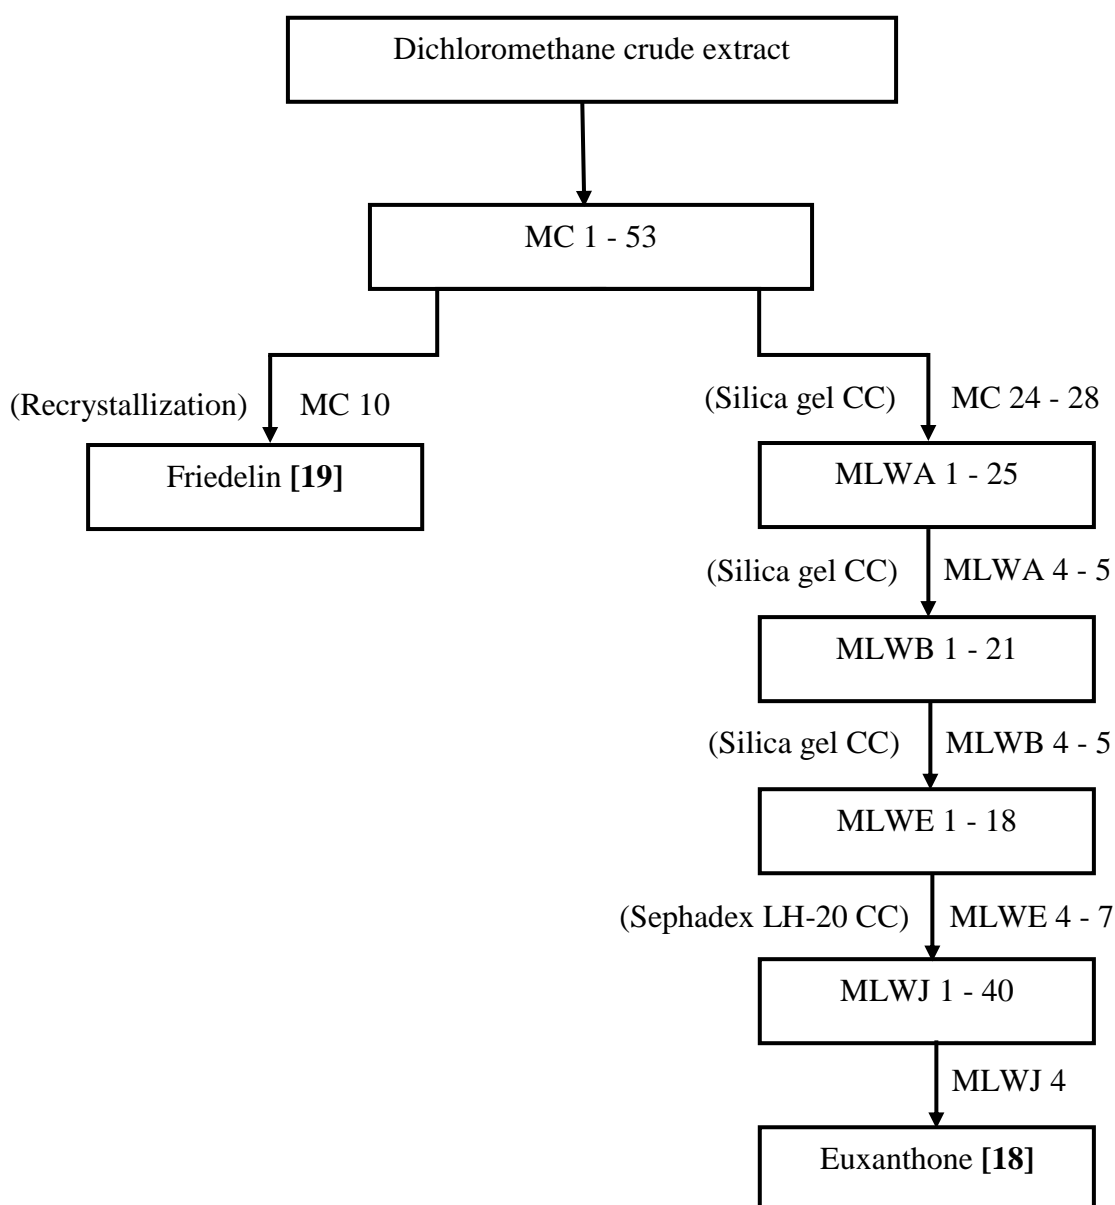 Dichloromethane crude extract
MC 1 - 53
(Recrystallization) MC 10
Friedelin [19]
(Silica gel CC) MC 24 - 28
MLWA 1 - 25
(Silica gel CC) MLWA 4 - 5
MLWB 1 - 21
(Silica gel CC) MLWB 4 - 5
MLWE 1 - 18
(Sephadex LH-20 CC) MLWE 4 - 7
MLWJ 1 - 40
MLWJ 4
Euxanthone [18]